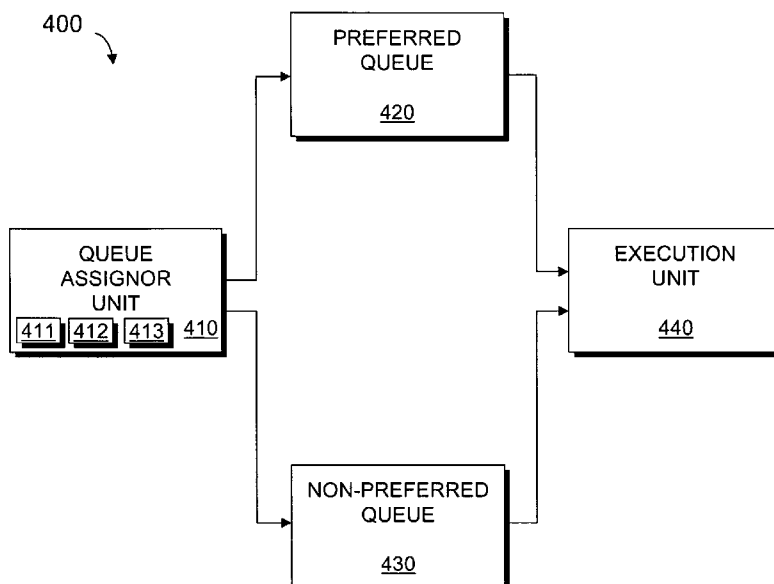 400
PREFERRED
QUEUE
420
QUEUE
ASSIGNOR
UNIT
411 412 413 410
EXECUTION
UNIT
440
NON-PREFERRED
QUEUE
430